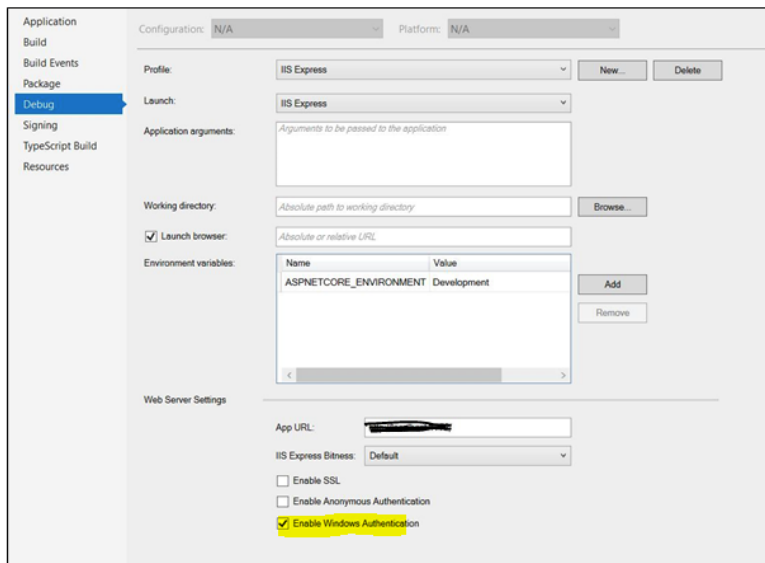 Application
Build
Build Events
Package
Debug
Signing
TypeScript Build
Resources
Configuration: N/A Platform: N/A
Profile: IIS Express New... Delete
Launch: IIS Express
Application arguments: Arguments to be passed to the application
Working directory: Absolute path to working directory Browse...
Launch browser: Absolute or relative URL
Environment variables: Name Value
ASPNETCORE_ENVIRONMENT Development
Add
Remove
Web Server Settings
App URL:
IIS Express Bitness: Default
Enable SSL
Enable Anonymous Authentication
Enable Windows Authentication